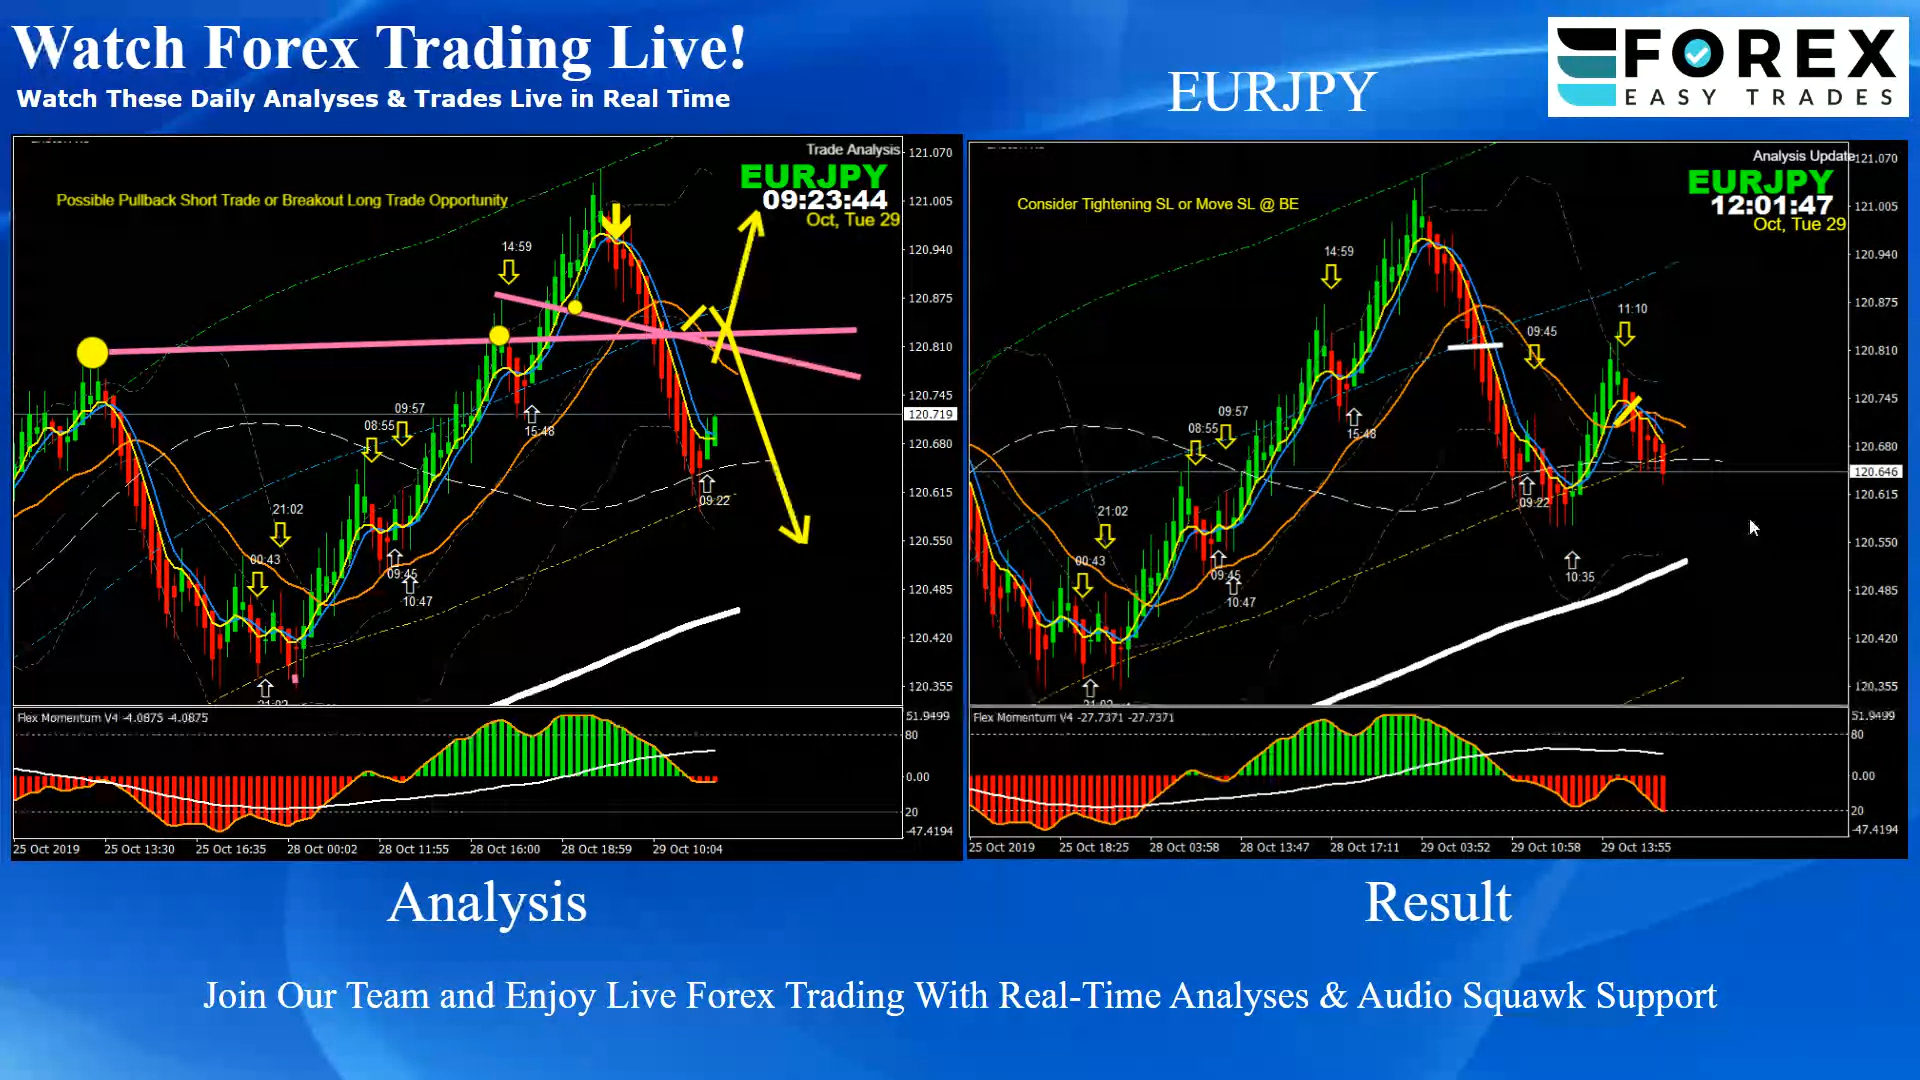 Watch Forex Trading Live!
Watch These Daily Analyses & Trades Live in Real Time
EURJPY
FOREX
EASY TRADES
Trade Analysis
EURJPY
09:23:44
Oct, Tue 29
Possible Pullback Short Trade or Breakout Long Trade Opportunity
14:59
09:57
08:55
15:48
21:02
00:43
09:45
10:47
09:22
121.070
121.005
120.940
120.875
120.810
120.745
120.719
120.680
120.615
120.550
120.485
120.420
120.355
Flex Momentum V4 -4.0875 -4.0875
51.9499
80
0.00
20
-47.4194
25 Oct 2019
25 Oct 13:30
25 Oct 16:35
28 Oct 00:02
28 Oct 11:55
28 Oct 16:00
28 Oct 18:59
29 Oct 10:04
Analysis Update
EURJPY
12:01:47
Oct, Tue 29
Consider Tightening SL or Move SL @ BE
14:59
11:10
09:45
09:57
08:55
15:48
21:02
00:43
09:45
10:47
09:22
10:35
121.070
121.005
120.940
120.875
120.810
120.745
120.680
120.646
120.615
120.550
120.485
120.420
120.355
Flex Momentum V4 -27.7371 -27.7371
51.9499
80
0.00
20
-47.4194
25 Oct 2019
25 Oct 18:25
28 Oct 03:58
28 Oct 13:47
28 Oct 17:11
29 Oct 03:52
29 Oct 10:58
29 Oct 13:55
Analysis
Result
Join Our Team and Enjoy Live Forex Trading With Real-Time Analyses & Audio Squawk Support